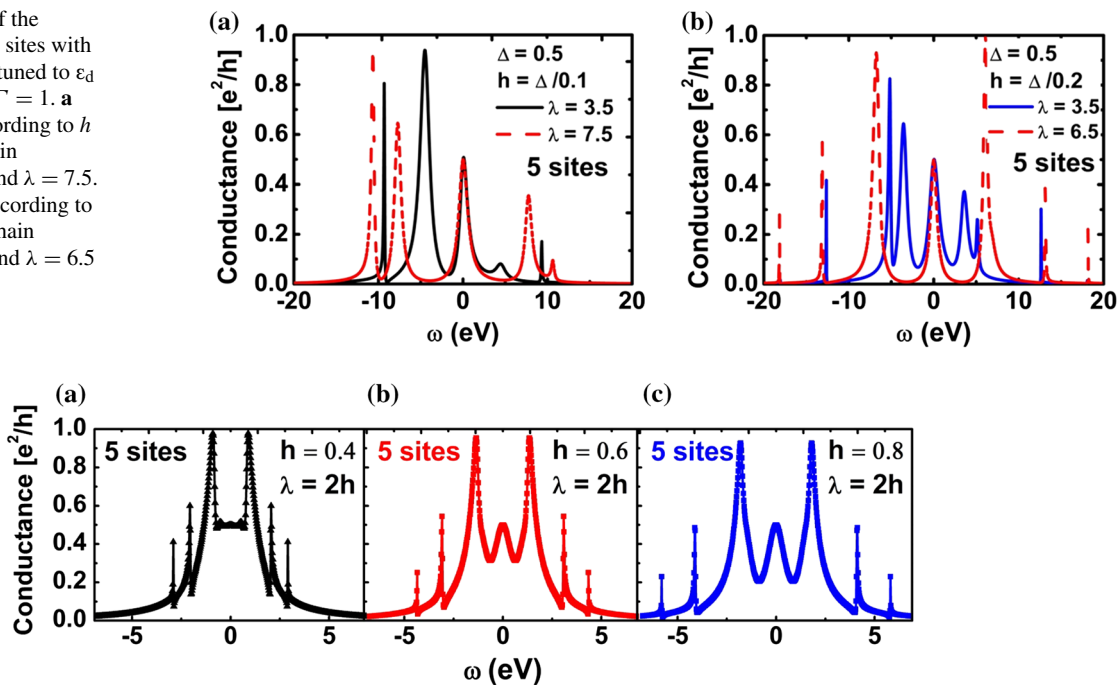 of the
sites with
tuned to εd
Γ = 1. a
ording to h
in
nd λ = 7.5.
ccording to
hain
nd λ = 6.5
(a)
Conductance [e²/h]
1.0
0.8
0.6
0.4
0.2
0.0
Δ = 0.5
h = Δ/0.1
λ = 3.5
λ = 7.5
5 sites
-20 -10 0 10 20
ω (eV)
(b)
Conductance [e²/h]
1.0
0.8
0.6
0.4
0.2
0.0
Δ = 0.5
h = Δ/0.2
λ = 3.5
λ = 6.5
5 sites
-20 -10 0 10 20
ω (eV)
(a)
Conductance [e²/h]
1.0
0.8
0.6
0.4
0.2
0.0
5 sites
h = 0.4
λ = 2h
-5 0 5
(b)
5 sites
h = 0.6
λ = 2h
-5 0 5
(c)
5 sites
h = 0.8
λ = 2h
-5 0 5
ω (eV)